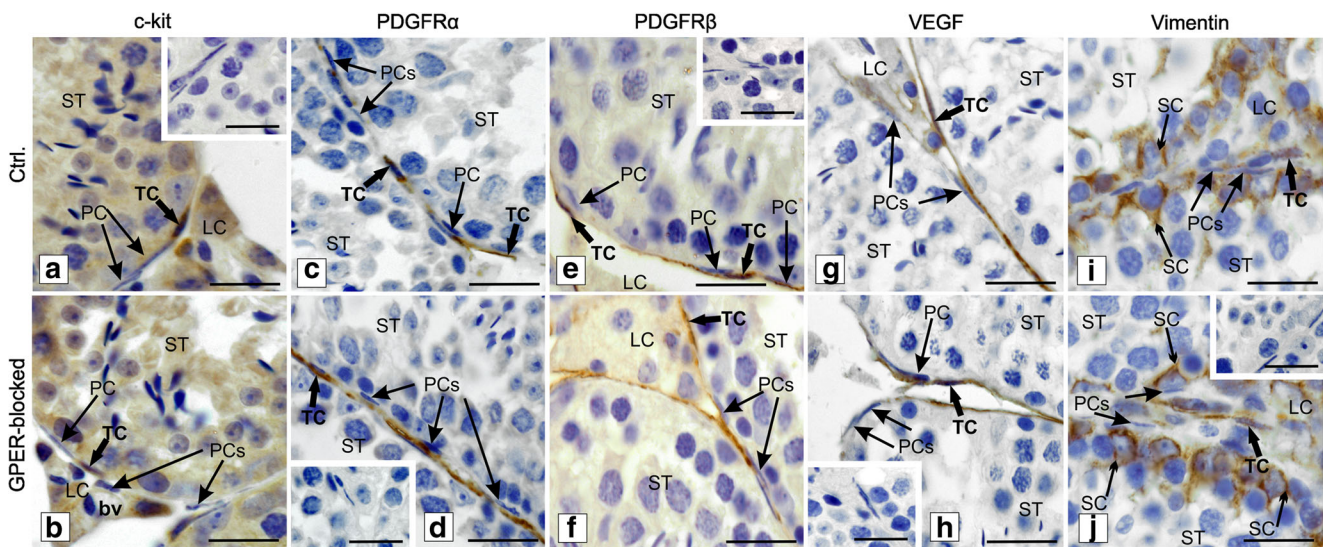 c-kit PDGFRα PDGFRβ VEGF Vimentin
Ctrl.
ST PC TC LC a
PCs ST TC PC TC ST c
ST PC TC PC TC PC LC e
LC ST TC PCs ST g
ST SC LC TC PCs SC ST i
GPER-blocked
ST PC TC PCs LC bv b
ST PCs TC ST d
TC LC ST PCs ST f
PC ST TC PCs ST h
ST SC PCs LC TC SC SC ST j